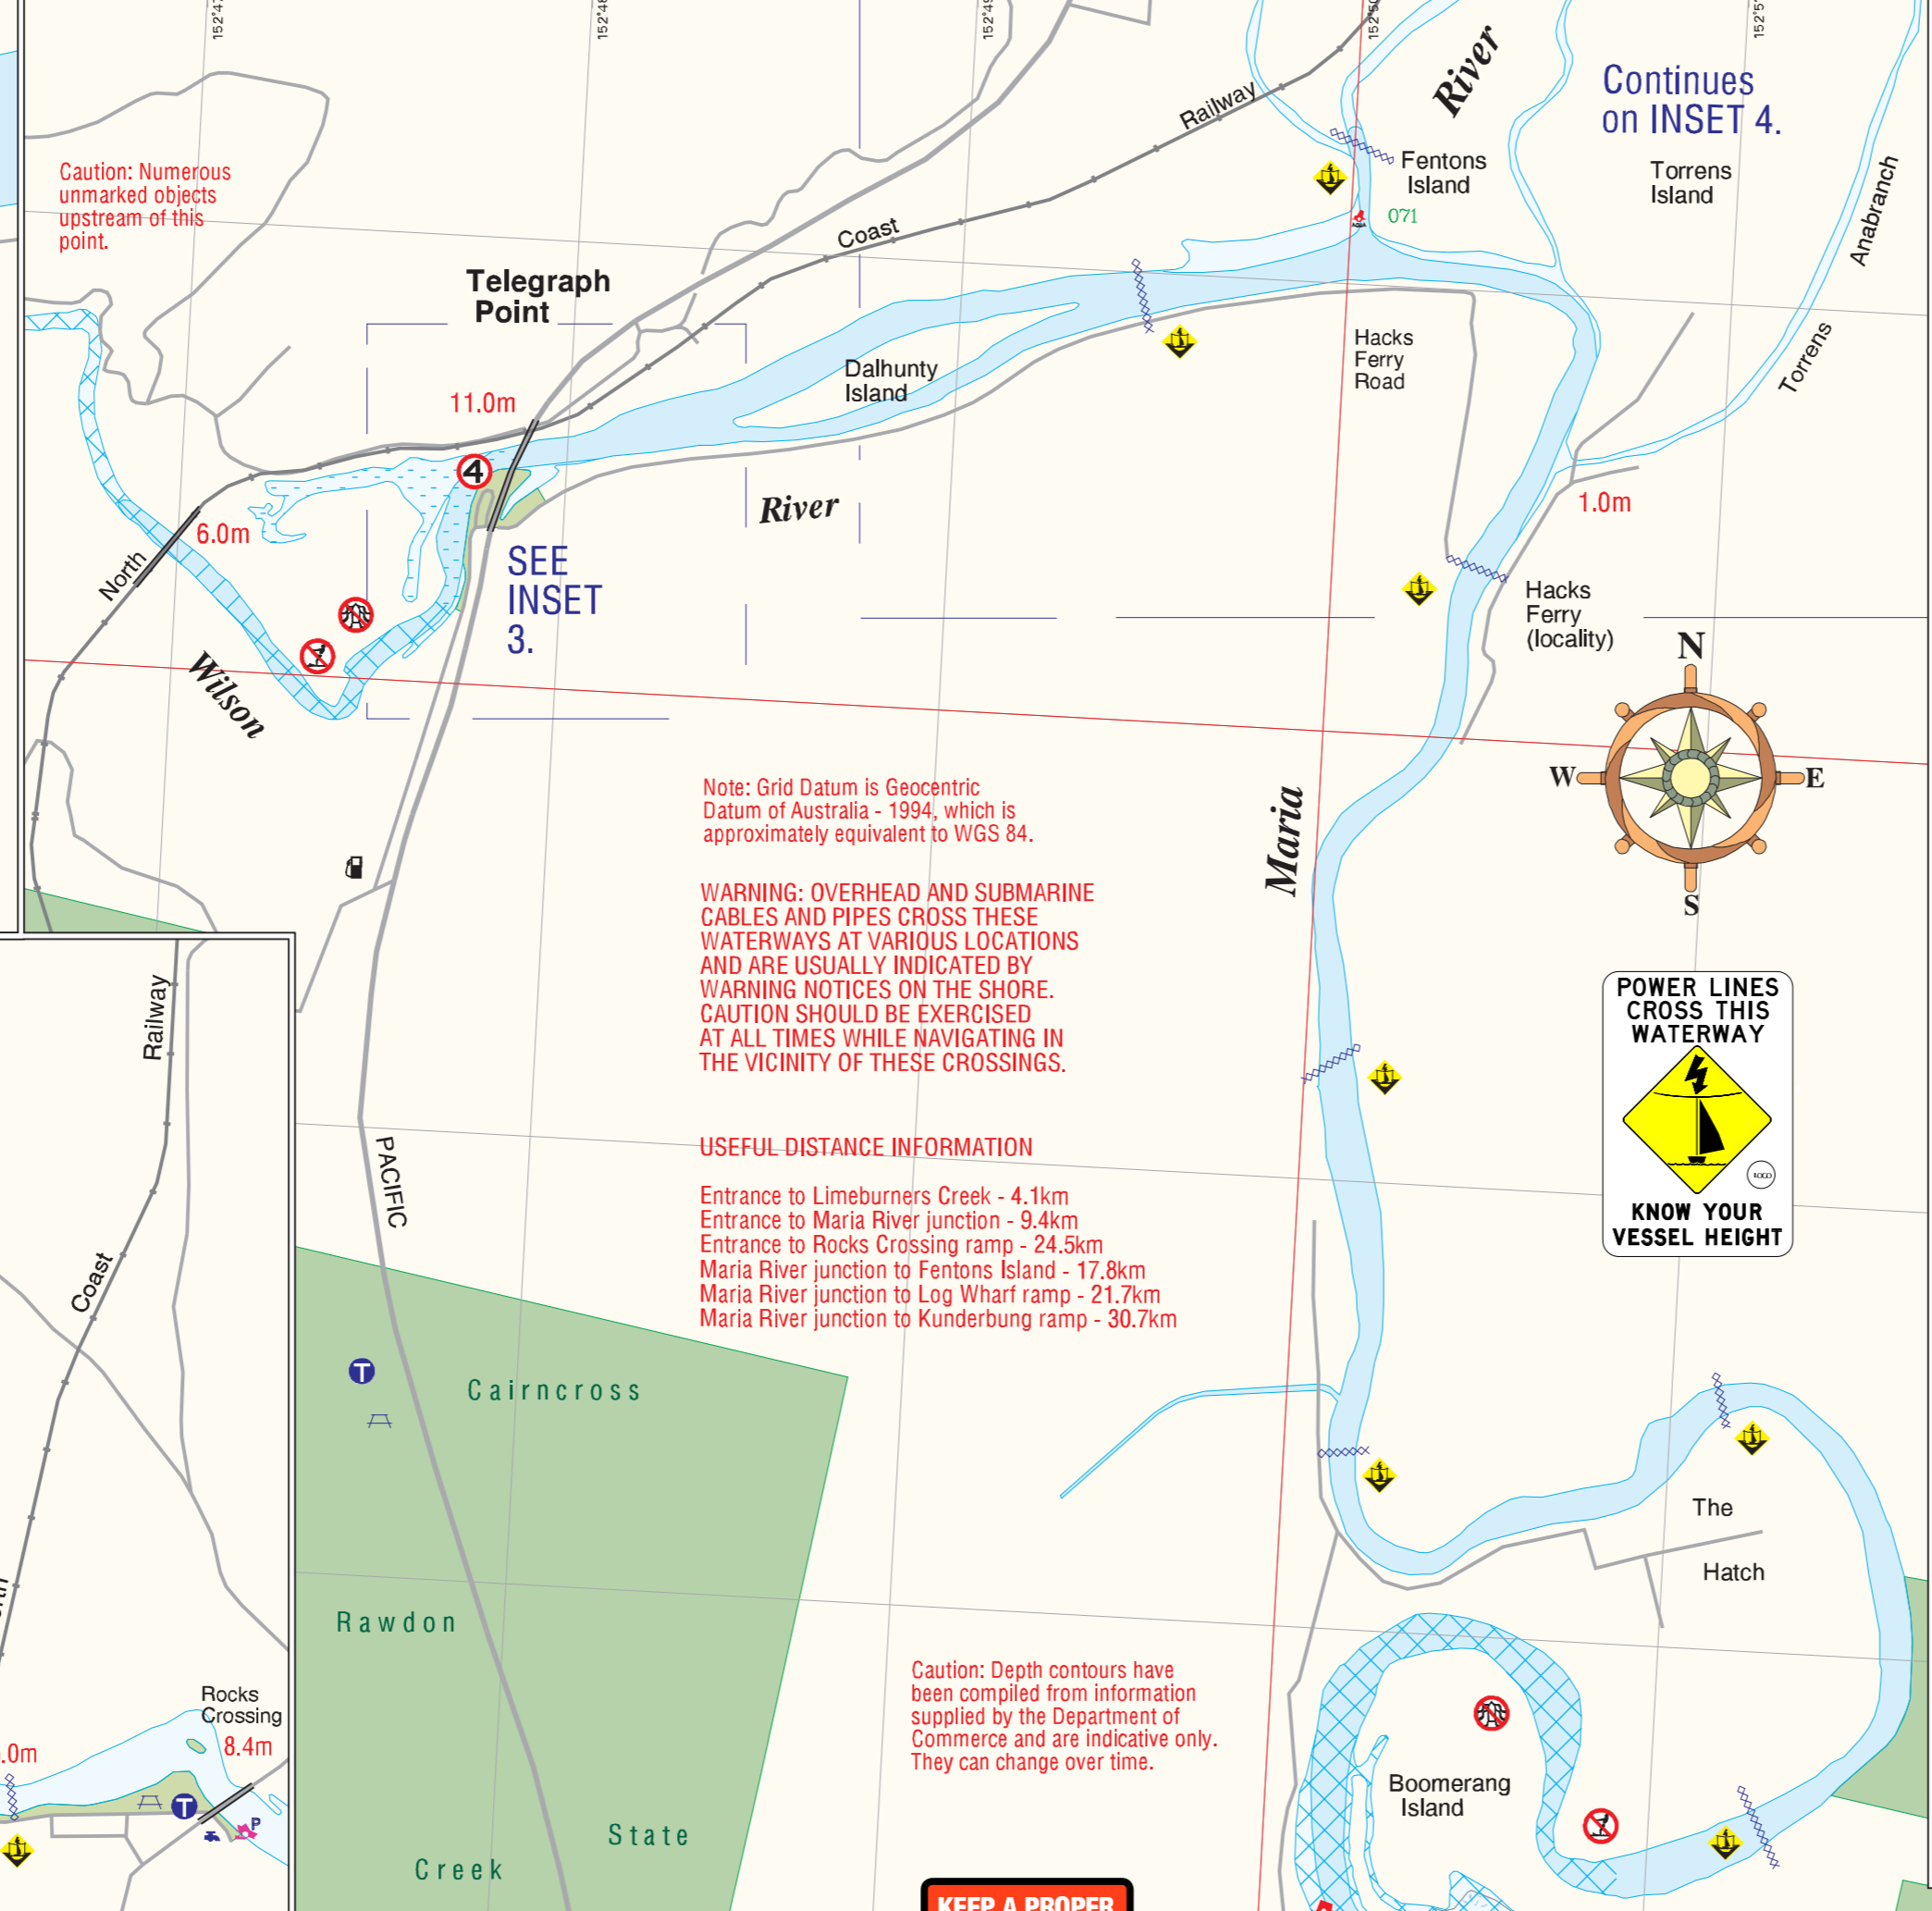 152°48'
152°49'
River
Continues
on INSET 4.
Railway
Fentons
Island
Torrens
Island
Anabranch
Caution: Numerous
unmarked objects
upstream of this
point.
071
Coast
Telegraph
Point
Hacks
Ferry
Road
Torrens
Dalhunty
Island
11.0m
4
River
1.0m
6.0m
North
SEE
INSET
3.
Hacks
Ferry
(locality)
Wilson
N
W
E
S
Note: Grid Datum is Geocentric
Datum of Australia - 1994, which is
approximately equivalent to WGS 84.
Maria
WARNING: OVERHEAD AND SUBMARINE
CABLES AND PIPES CROSS THESE
WATERWAYS AT VARIOUS LOCATIONS
AND ARE USUALLY INDICATED BY
WARNING NOTICES ON THE SHORE.
CAUTION SHOULD BE EXERCISED
AT ALL TIMES WHILE NAVIGATING IN
THE VICINITY OF THESE CROSSINGS.
Railway
POWER LINES
CROSS THIS
WATERWAY
LOGO
KNOW YOUR
VESSEL HEIGHT
PACIFIC
USEFUL DISTANCE INFORMATION
Entrance to Limeburners Creek - 4.1km
Entrance to Maria River junction - 9.4km
Entrance to Rocks Crossing ramp - 24.5km
Maria River junction to Fentons Island - 17.8km
Maria River junction to Log Wharf ramp - 21.7km
Maria River junction to Kunderbung ramp - 30.7km
Coast
T
Cairncross
The
Hatch
Rawdon
Caution: Depth contours have
been compiled from information
supplied by the Department of
Commerce and are indicative only.
They can change over time.
Rocks
Crossing
8.4m
.0m
T
P
Boomerang
Island
State
Creek
KEEP A PROPER